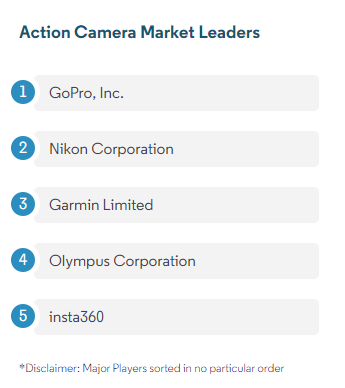 Action Camera Market Leaders
1 GoPro, Inc.
2 Nikon Corporation
3 Garmin Limited
4 Olympus Corporation
5 insta360
*Disclaimer: Major Players sorted in no particular order